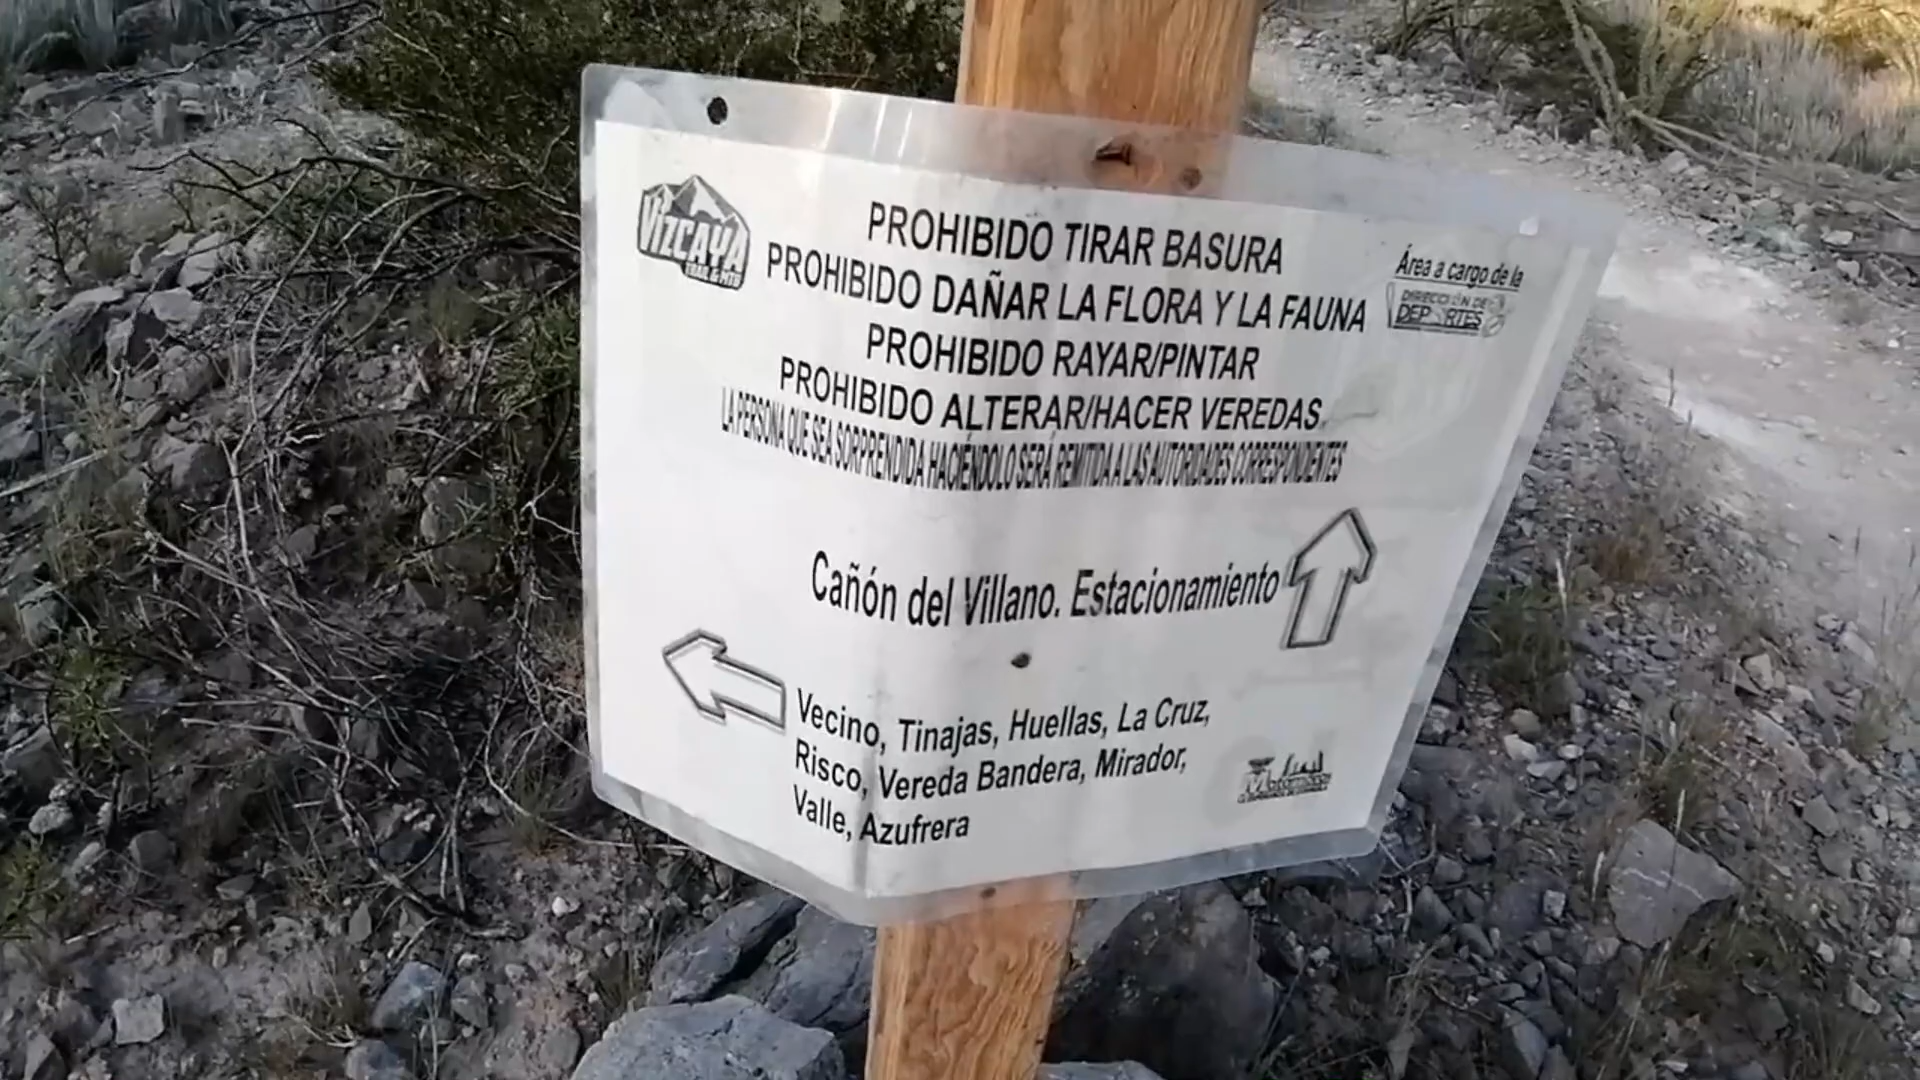 VIZCAYA
TRAIL & MTB
PROHIBIDO TIRAR BASURA
PROHIBIDO DAÑAR LA FLORA Y LA FAUNA
PROHIBIDO RAYAR/PINTAR
PROHIBIDO ALTERAR/HACER VEREDAS.
LA PERSONA QUE SEA SORPRENDIDA HACIÉNDOLO SERÁ REMITIDA A LAS AUTORIDADES CORRESPONDIENTES
Área a cargo de la
DIRECCIÓN DE
DEPORTES
Cañón del Villano. Estacionamiento
Vecino, Tinajas, Huellas, La Cruz,
Risco, Vereda Bandera, Mirador,
Valle, Azufrera